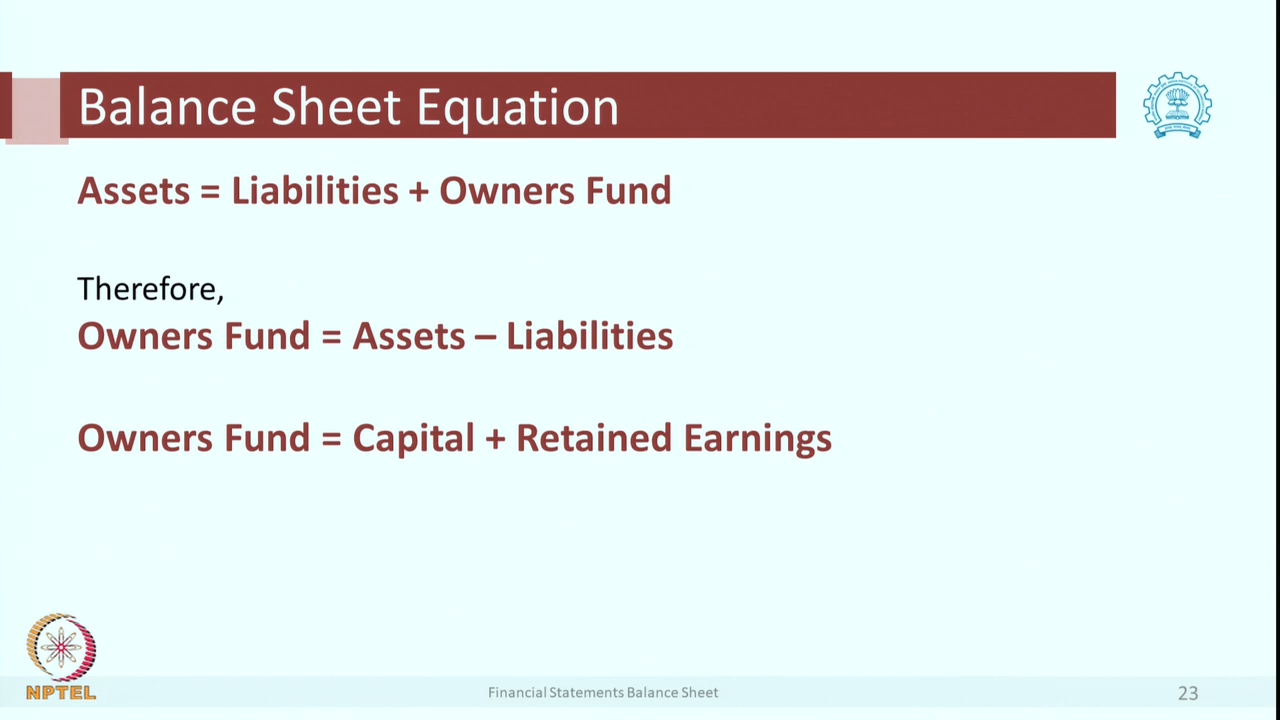 Balance Sheet Equation
Assets = Liabilities + Owners Fund
Therefore,
Owners Fund = Assets – Liabilities
Owners Fund = Capital + Retained Earnings
NPTEL
Financial Statements Balance Sheet
23